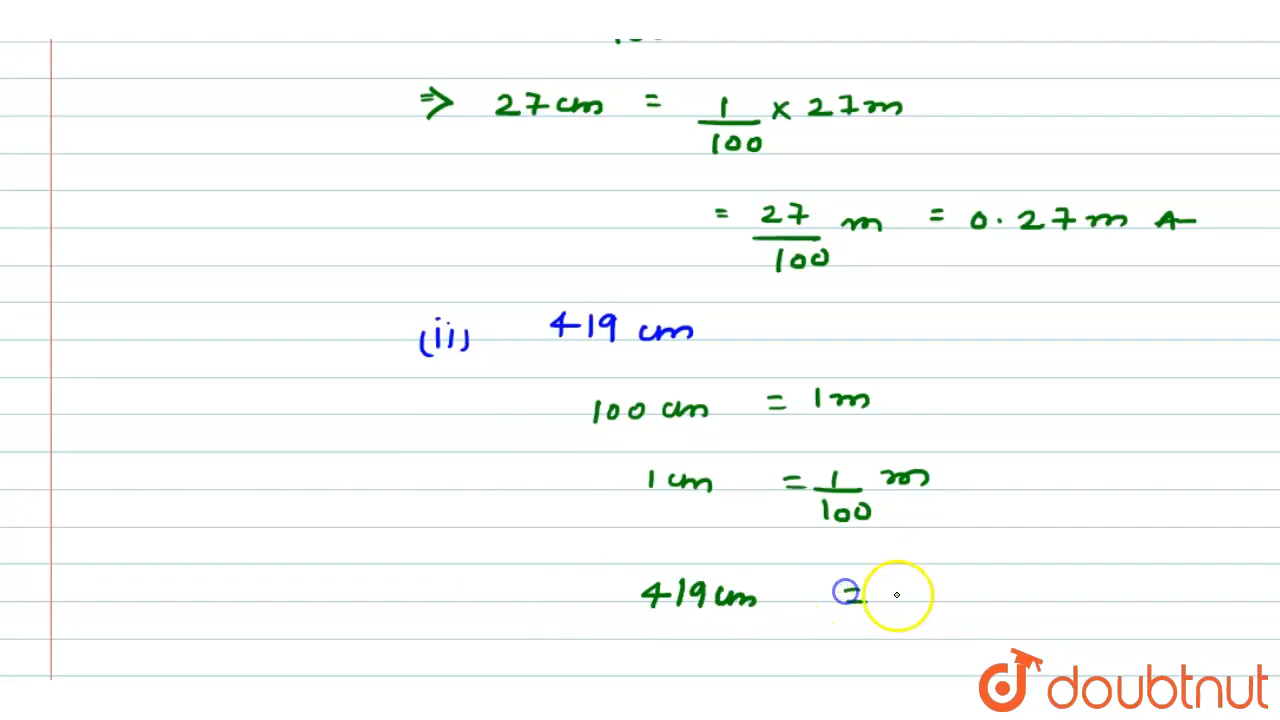 ⇒ 27 cm = 1/100 × 27 m
= 27/100 m = 0.27 m
(ii) 419 cm
100 cm = 1 m
1 cm = 1/100 m
419 cm =
doubtnut